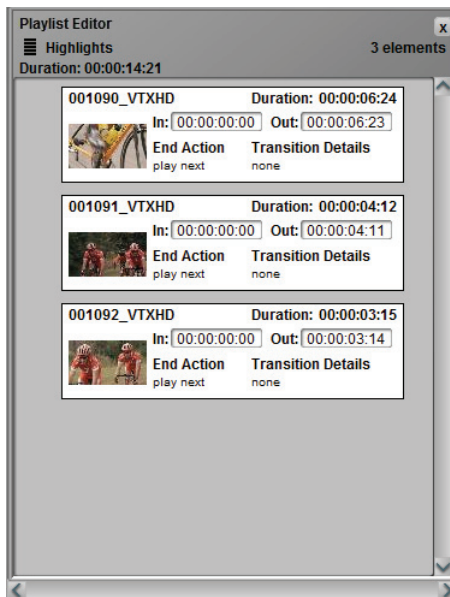 Playlist Editor
x
Highlights 3 elements
Duration: 00:00:14:21
001090_VTXHD Duration: 00:00:06:24
In: 00:00:00:00 Out: 00:00:06:23
End Action Transition Details
play next none
001091_VTXHD Duration: 00:00:04:12
In: 00:00:00:00 Out: 00:00:04:11
End Action Transition Details
play next none
001092_VTXHD Duration: 00:00:03:15
In: 00:00:00:00 Out: 00:00:03:14
End Action Transition Details
play next none